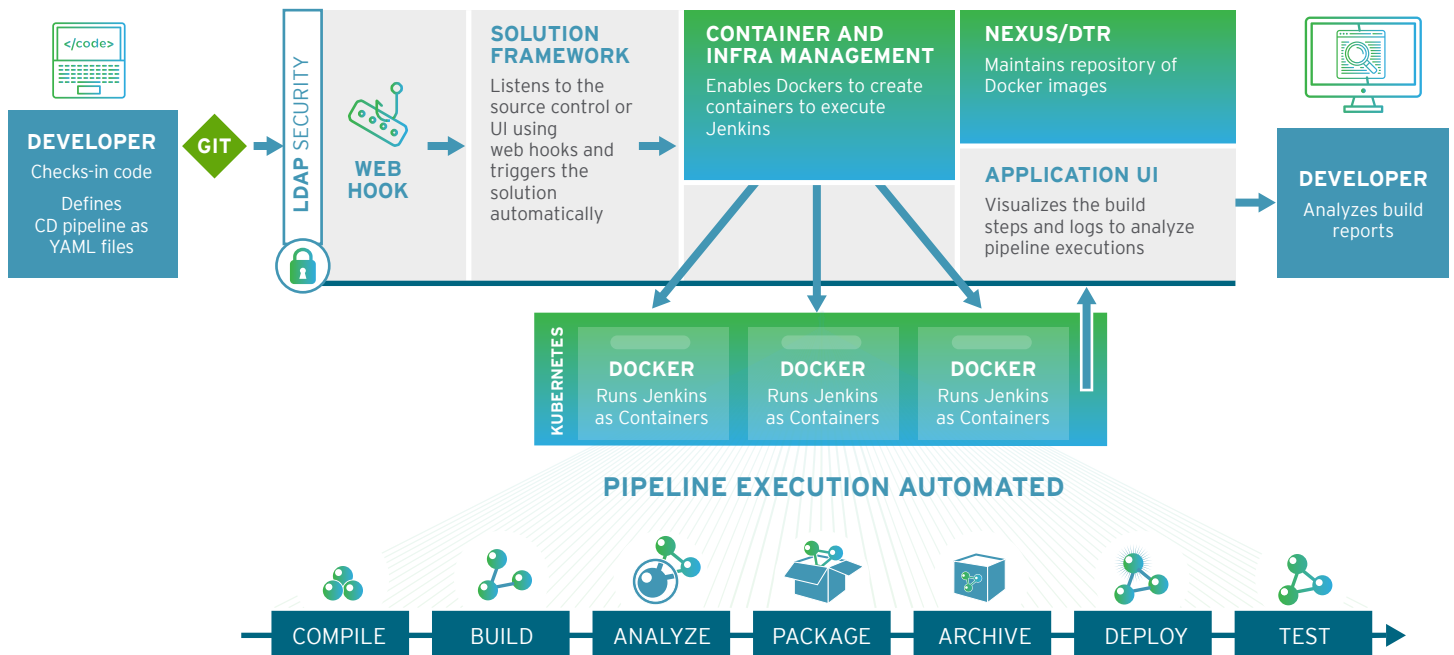 </code>
DEVELOPER
Checks-in code
Defines
CD pipeline as
YAML files
GIT
LDAP SECURITY
WEB
HOOK
SOLUTION
FRAMEWORK
Listens to the
source control or
UI using
web hooks and
triggers the
solution
automatically
CONTAINER AND
INFRA MANAGEMENT
Enables Dockers to create
containers to execute
Jenkins
NEXUS/DTR
Maintains repository of
Docker images
APPLICATION UI
Visualizes the build
steps and logs to analyze
pipeline executions
DEVELOPER
Analyzes build
reports
KUBERNETES
DOCKER
Runs Jenkins
as Containers
DOCKER
Runs Jenkins
as Containers
DOCKER
Runs Jenkins
as Containers
PIPELINE EXECUTION AUTOMATED
COMPILE
BUILD
ANALYZE
PACKAGE
ARCHIVE
DEPLOY
TEST